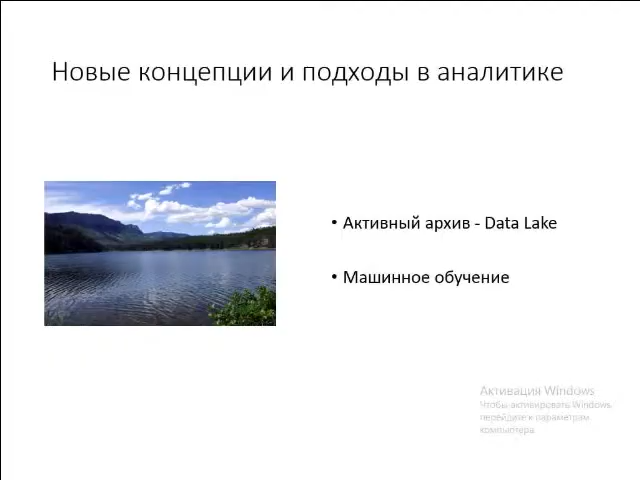 Новые концепции и подходы в аналитике
• Активный архив - Data Lake
• Машинное обучение
Активация Windows
Чтобы активировать Windows,
перейдите к параметрам
компьютера.